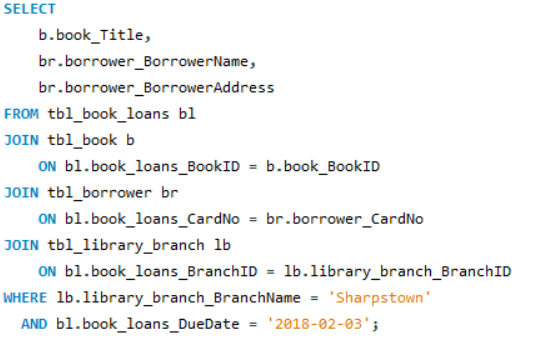 SELECT
    b.book_Title,
    br.borrower_BorrowerName,
    br.borrower_BorrowerAddress
FROM tbl_book_loans bl
JOIN tbl_book b
    ON bl.book_loans_BookID = b.book_BookID
JOIN tbl_borrower br
    ON bl.book_loans_CardNo = br.borrower_CardNo
JOIN tbl_library_branch lb
    ON bl.book_loans_BranchID = lb.library_branch_BranchID
WHERE lb.library_branch_BranchName = 'Sharpstown'
  AND bl.book_loans_DueDate = '2018-02-03';